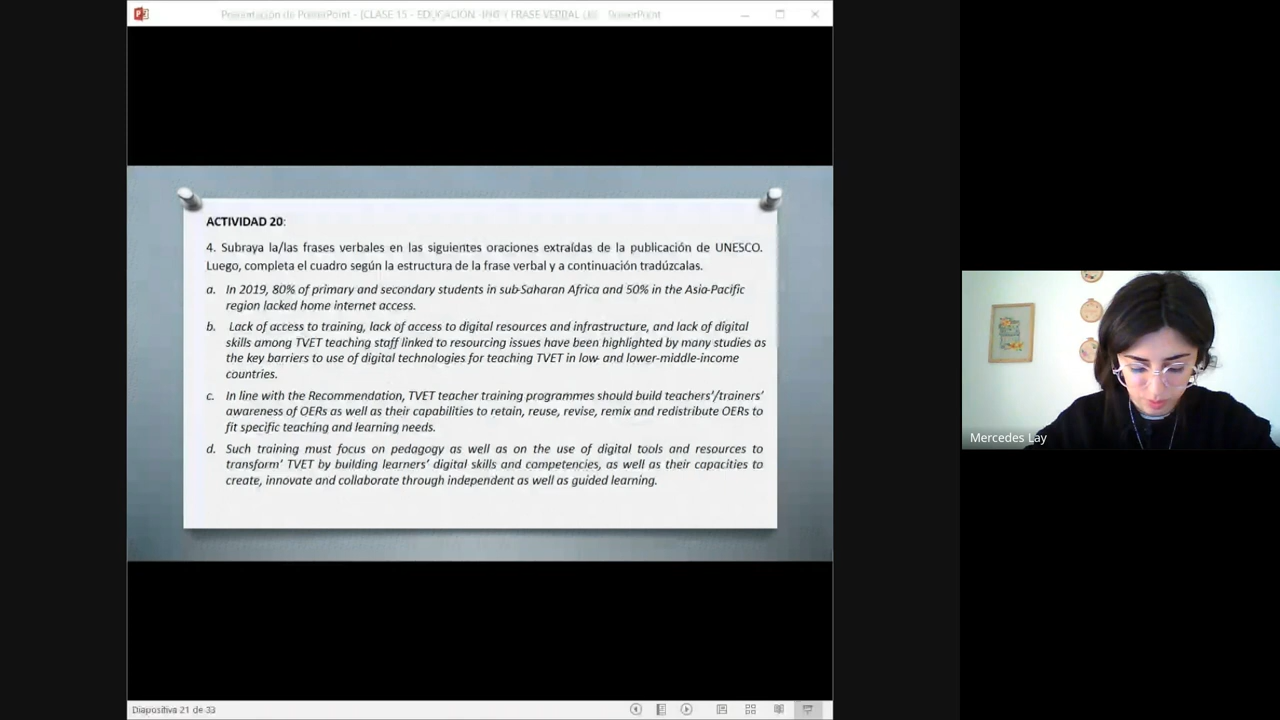 Presentación de PowerPoint - [CLASE 15 - EDUCACIÓN - PowerPoint
ACTIVIDAD 20:
4. Subraya la/las frases verbales en las siguientes oraciones extraídas de la publicación de UNESCO.
Luego, completa el cuadro según la estructura de la frase verbal y a continuación tradúzcalas.
a. In 2019, 80% of primary and secondary students in sub-Saharan Africa and 50% in the Asia-Pacific
region lacked home internet access.
b. Lack of access to training, lack of access to digital resources and infrastructure, and lack of digital
skills among TVET teaching staff linked to resourcing issues have been highlighted by many studies as
the key barriers to use of digital technologies for teaching TVET in low- and lower-middle-income
countries.
c. In line with the Recommendation, TVET teacher training programmes should build teachers'/trainers'
awareness of OERs as well as their capabilities to retain, reuse, revise, remix and redistribute OERs to
fit specific teaching and learning needs.
d. Such training must focus on pedagogy as well as on the use of digital tools and resources to
transform' TVET by building learners' digital skills and competencies, as well as their capacities to
create, innovate and collaborate through independent as well as guided learning.
Mercedes Lay
Diapositiva 21 de 33